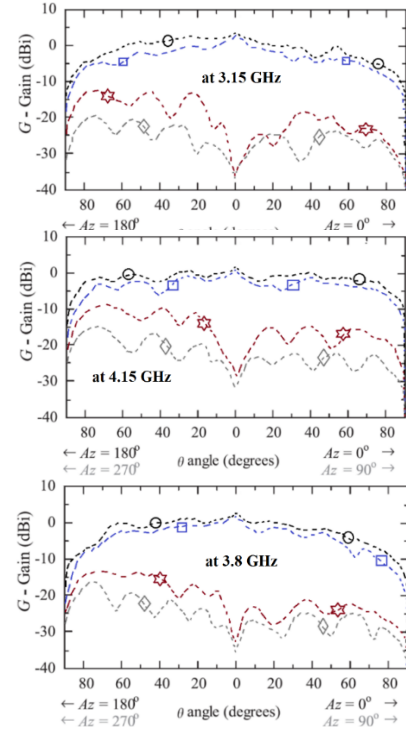 10
0
-10
-20
-30
40
G - Gain (dBi)
at 3.15 GHz
80 60 40 20 0 20 40 60 80
← Az = 180° Az = 0° →
10
0
-10
-20
-30
40
G - Gain (dBi)
at 4.15 GHz
80 60 40 20 0 20 40 60 80
← Az = 180° Az = 0° →
← Az = 270° θ angle (degrees) Az = 90° →
10
0
-10
-20
-30
-40
G - Gain (dBi)
at 3.8 GHz
80 60 40 20 0 20 40 60 80
← Az = 180° Az = 0° →
← Az = 270° θ angle (degrees) Az = 90° →